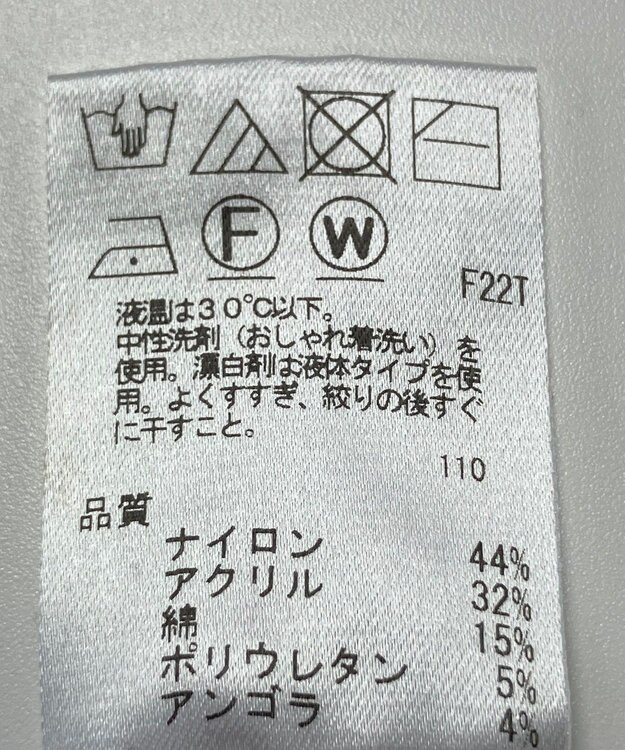 F W
F22T
液温は30℃以下。
中性洗剤(おしゃれ着洗い)を
使用。漂白剤は液体タイプを使
用。よくすすぎ、絞りの後すぐ
に干すこと。
110
品質
ナイロン 44%
アクリル 32%
綿 15%
ポリウレタン 5%
アンゴラ 4%